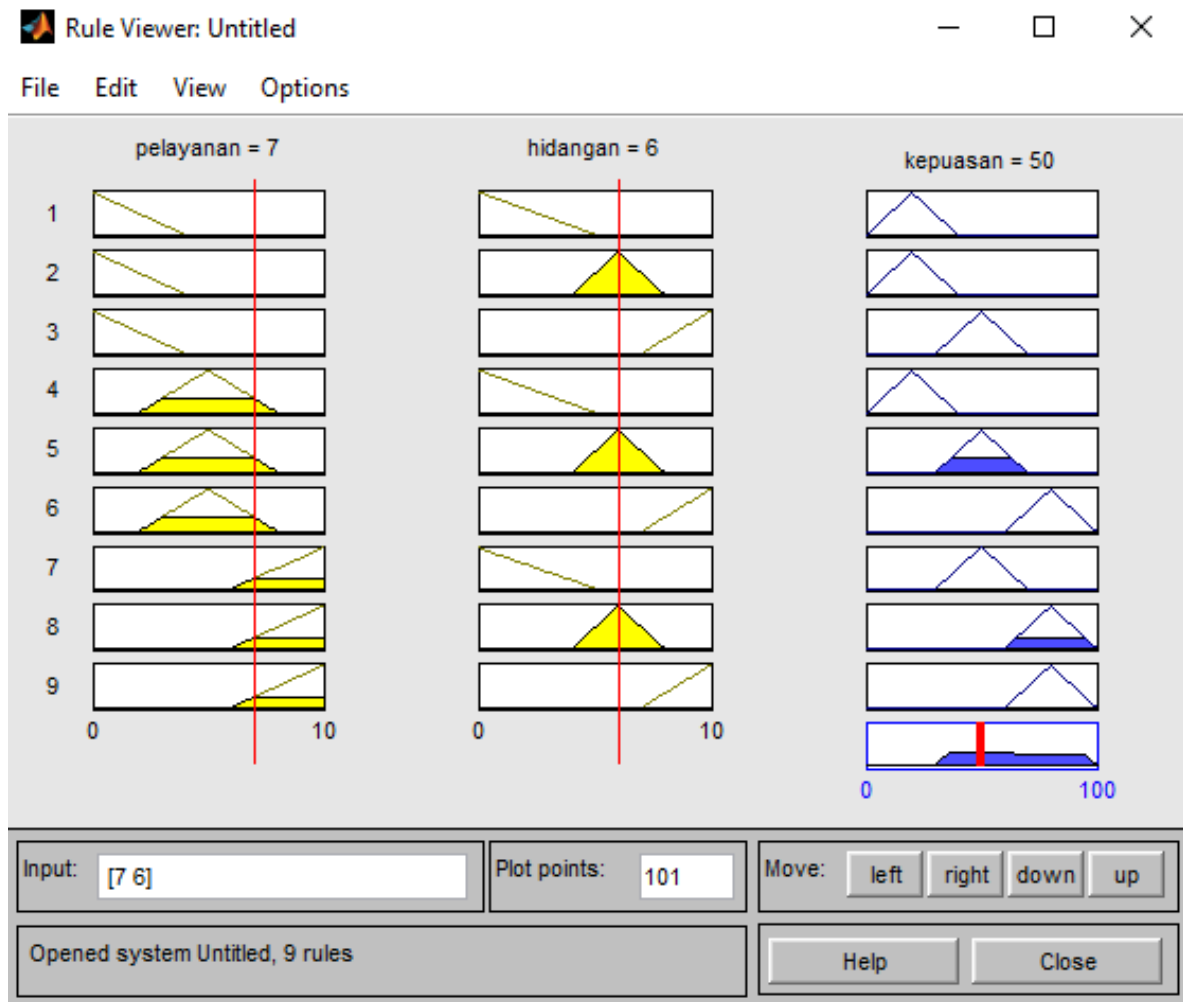 Rule Viewer: Untitled
File Edit View Options
pelayanan = 7 hidangan = 6 kepuasan = 50
1
2
3
4
5
6
7
8
9
0 10 0 10
0 100
Input: [7 6] Plot points: 101 Move: left right down up
Opened system Untitled, 9 rules Help Close